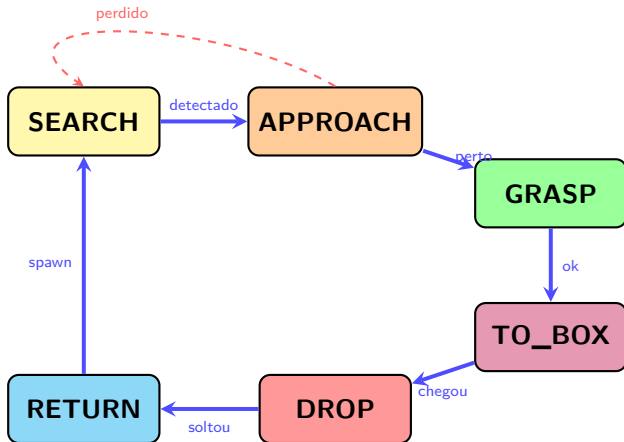 perdido
SEARCH
detectado
APPROACH
perto
GRASP
ok
TO_BOX
chegou
DROP
soltou
RETURN
spawn